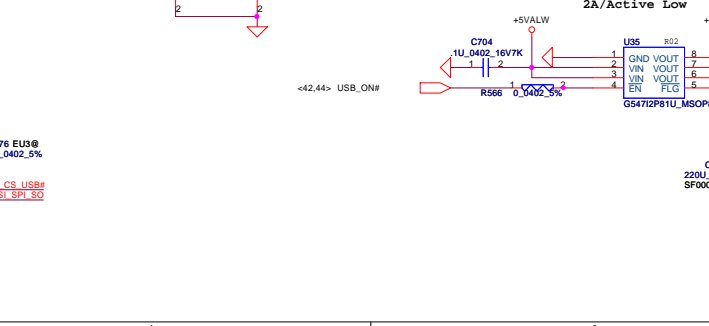 2A/Active Low
2
2
+5VALW
C704
.1U_0402_16V7K
1
2
U35
R02
1
GND VOUT
8
2
VIN VOUT
7
3
VIN VOUT
6
4
EN FLG
5
G547I2P81U_MSOP8
<42,44> USB_ON#
1
2
R566
0_0402_5%
76 EU3@
_0402_5%
_CS_USB#
SI_SPI_SO
220U_
SF000